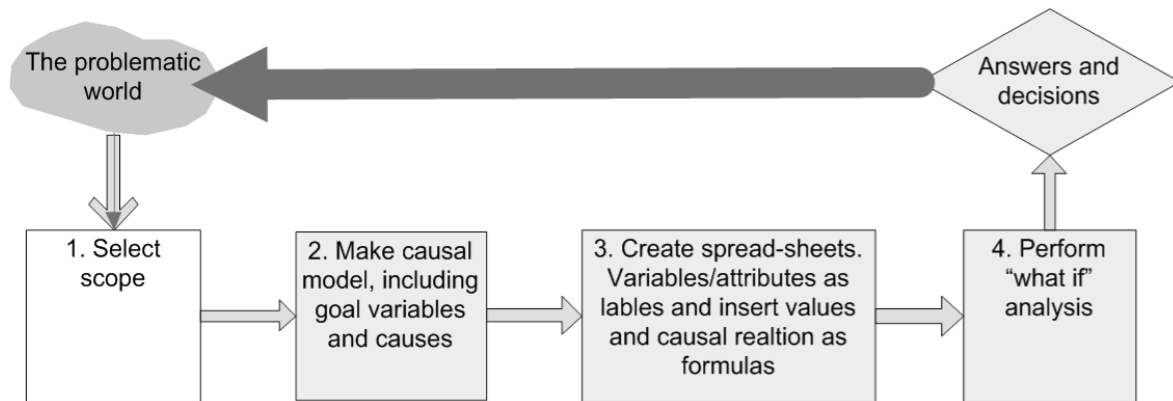 The problematic
world
Answers and
decisions
1. Select
scope
2. Make causal
model, including
goal variables
and causes
3. Create spread-sheets.
Variables/attributes as
lables and insert values
and causal realtion as
formulas
4. Perform
“what if”
analysis